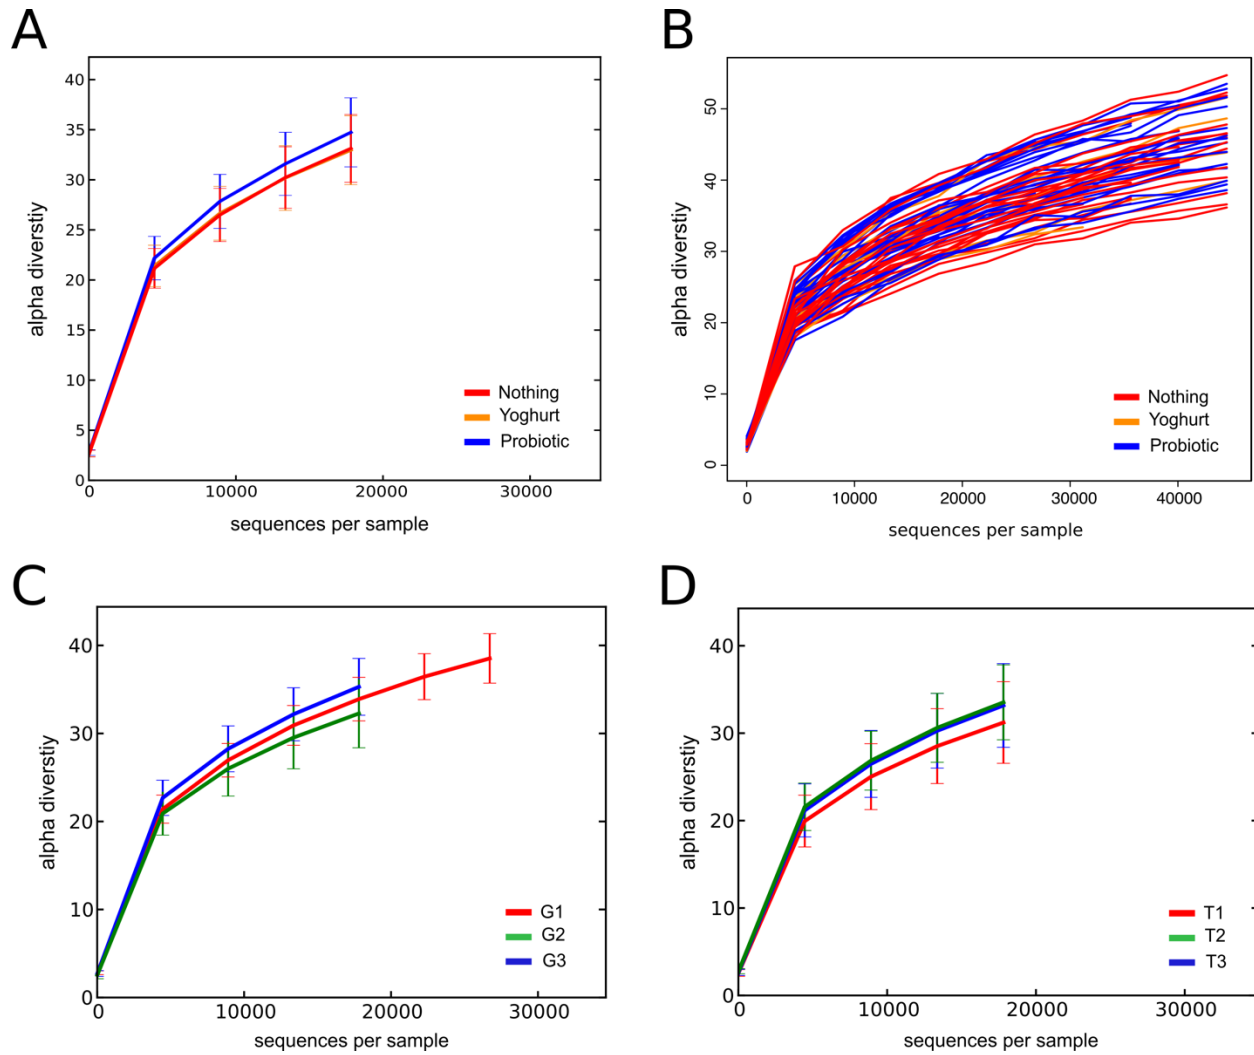 A
40
35
30
25
20
15
10
5
0
alpha diverstiy
0 10000 20000 30000
sequences per sample
Nothing
Yoghurt
Probiotic
B
50
40
30
20
10
0
alpha diverstiy
0 10000 20000 30000 40000
sequences per sample
Nothing
Yoghurt
Probiotic
C
40
30
20
10
0
alpha diverstiy
0 10000 20000 30000
sequences per sample
G1
G2
G3
D
40
30
20
10
0
alpha diverstiy
0 10000 20000 30000
sequences per sample
T1
T2
T3